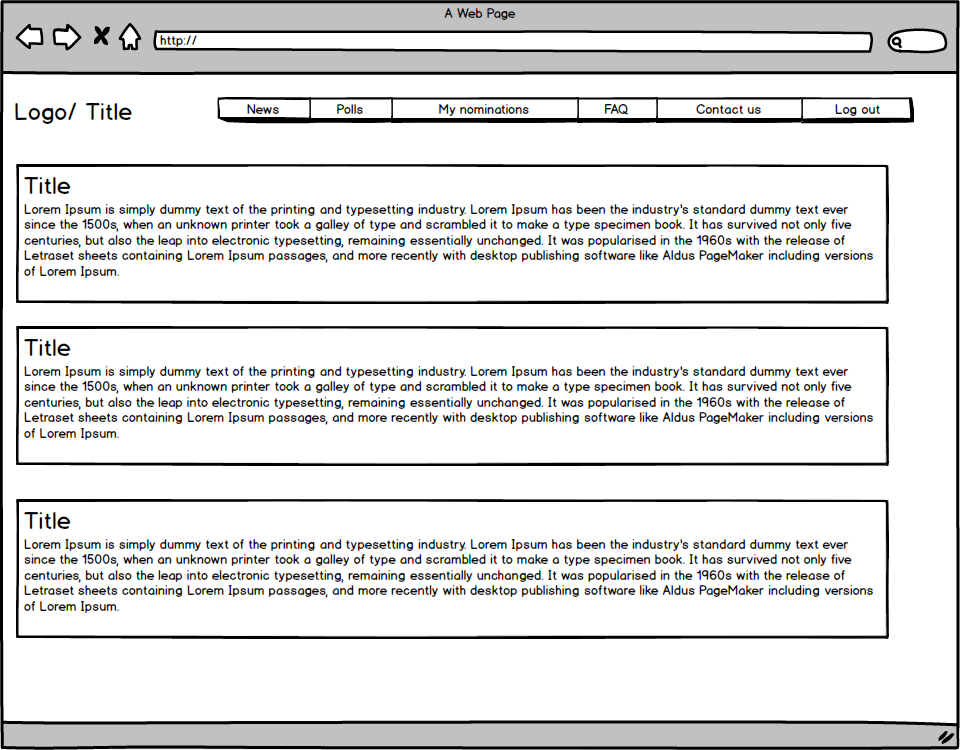 A Web Page
http://
Logo/ Title
News Polls My nominations FAQ Contact us Log out
Title
Lorem Ipsum is simply dummy text of the printing and typesetting industry. Lorem Ipsum has been the industry's standard dummy text ever
since the 1500s, when an unknown printer took a galley of type and scrambled it to make a type specimen book. It has survived not only five
centuries, but also the leap into electronic typesetting, remaining essentially unchanged. It was popularised in the 1960s with the release of
Letraset sheets containing Lorem Ipsum passages, and more recently with desktop publishing software like Aldus PageMaker including versions
of Lorem Ipsum.
Title
Lorem Ipsum is simply dummy text of the printing and typesetting industry. Lorem Ipsum has been the industry's standard dummy text ever
since the 1500s, when an unknown printer took a galley of type and scrambled it to make a type specimen book. It has survived not only five
centuries, but also the leap into electronic typesetting, remaining essentially unchanged. It was popularised in the 1960s with the release of
Letraset sheets containing Lorem Ipsum passages, and more recently with desktop publishing software like Aldus PageMaker including versions
of Lorem Ipsum.
Title
Lorem Ipsum is simply dummy text of the printing and typesetting industry. Lorem Ipsum has been the industry's standard dummy text ever
since the 1500s, when an unknown printer took a galley of type and scrambled it to make a type specimen book. It has survived not only five
centuries, but also the leap into electronic typesetting, remaining essentially unchanged. It was popularised in the 1960s with the release of
Letraset sheets containing Lorem Ipsum passages, and more recently with desktop publishing software like Aldus PageMaker including versions
of Lorem Ipsum.